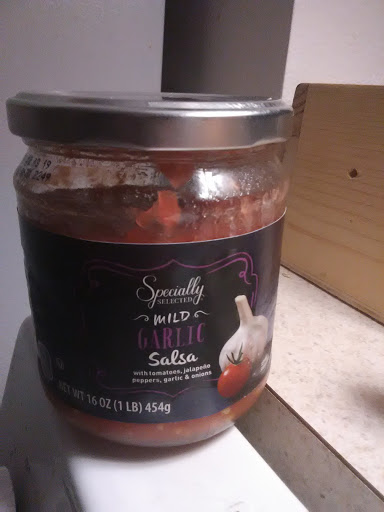 Specially
SELECTED
MILD
GARLIC
Salsa
with tomatoes, jalapeño
peppers, garlic & onions
NET WT 16 OZ (1 LB) 454g